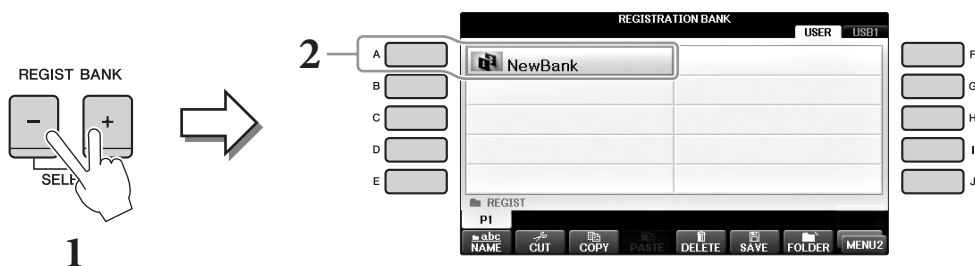 REGISTRATION BANK
USER USB1
2
A
NewBank
F
REGIST BANK
B
G
- +
C
H
D
I
E
J
REGIST
P1
abc
NAME CUT COPY PASTE DELETE SAVE FOLDER MENU2
1